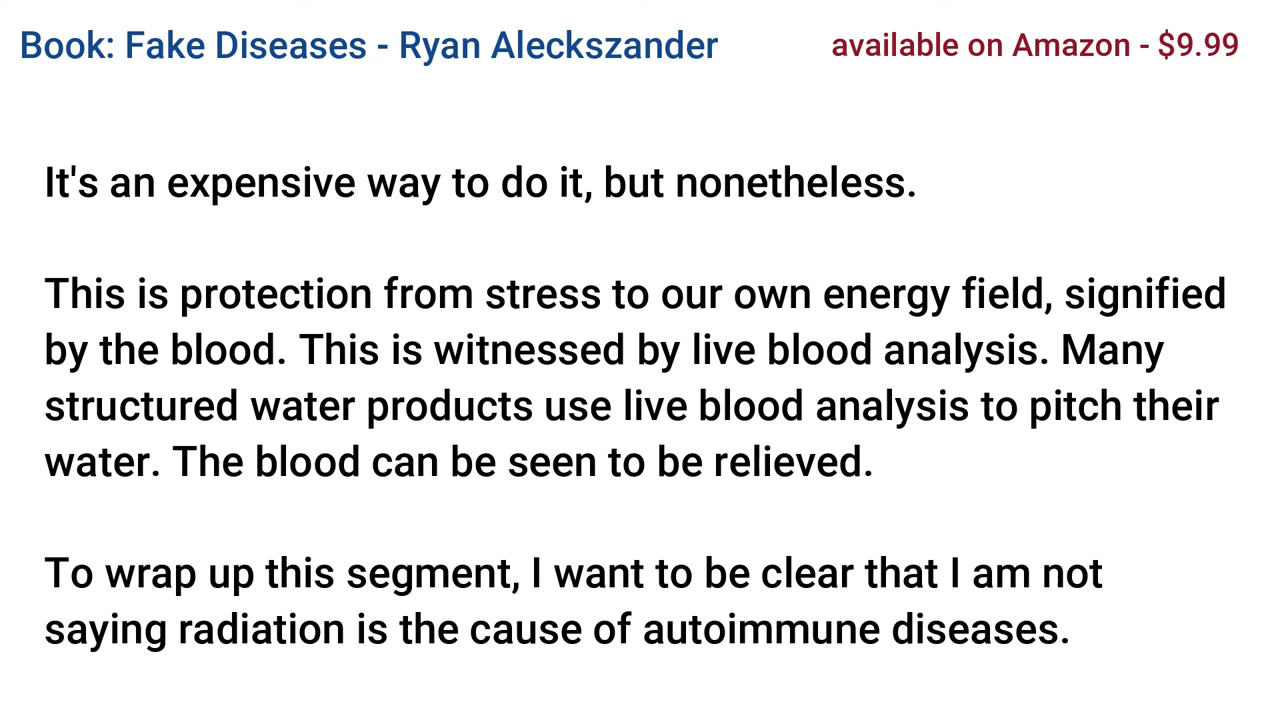 Book: Fake Diseases - Ryan Aleckszander
available on Amazon - $9.99
It's an expensive way to do it, but nonetheless.
This is protection from stress to our own energy field, signified
by the blood. This is witnessed by live blood analysis. Many
structured water products use live blood analysis to pitch their
water. The blood can be seen to be relieved.
To wrap up this segment, I want to be clear that I am not
saying radiation is the cause of autoimmune diseases.